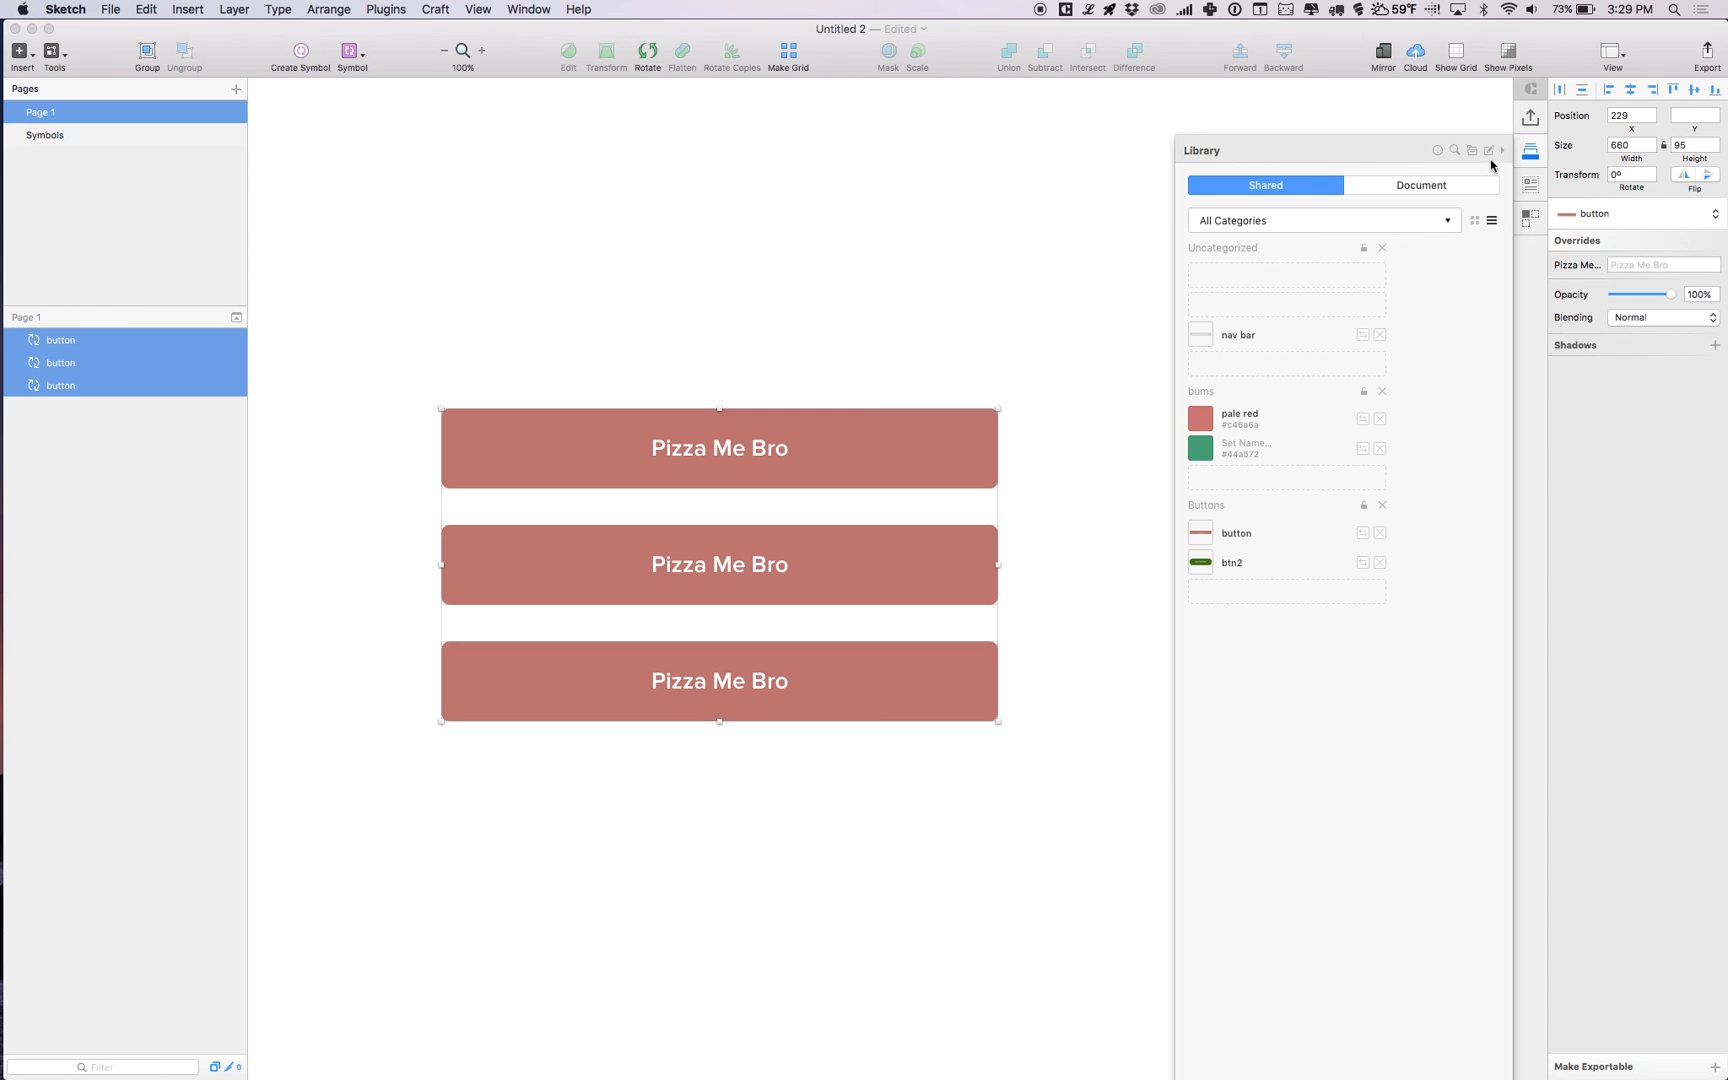 Sketch File Edit Insert Layer Type Arrange Plugins Craft View Window Help 59°F 73% 3:29 PM
Untitled 2 — Edited
Insert Tools Group Ungroup Create Symbol Symbol 100% Edit Transform Rotate Flatten Rotate Copies Make Grid Mask Scale Union Subtract Intersect Difference Forward Backward Mirror Cloud Show Grid Show Pixels View Export
Pages
Page 1
Symbols
Page 1
button
button
button
Filter
0
Pizza Me Bro
Pizza Me Bro
Pizza Me Bro
Library
Shared Document
All Categories
Uncategorized
nav bar
bums
pale red
#c46a6a
Set Name...
#44a572
Buttons
button
btn2
Position 229
X Y
Size 660 95
Width Height
Transform 0º
Rotate Flip
button
Overrides
Pizza Me... Pizza Me Bro
Opacity 100%
Blending Normal
Shadows
Make Exportable